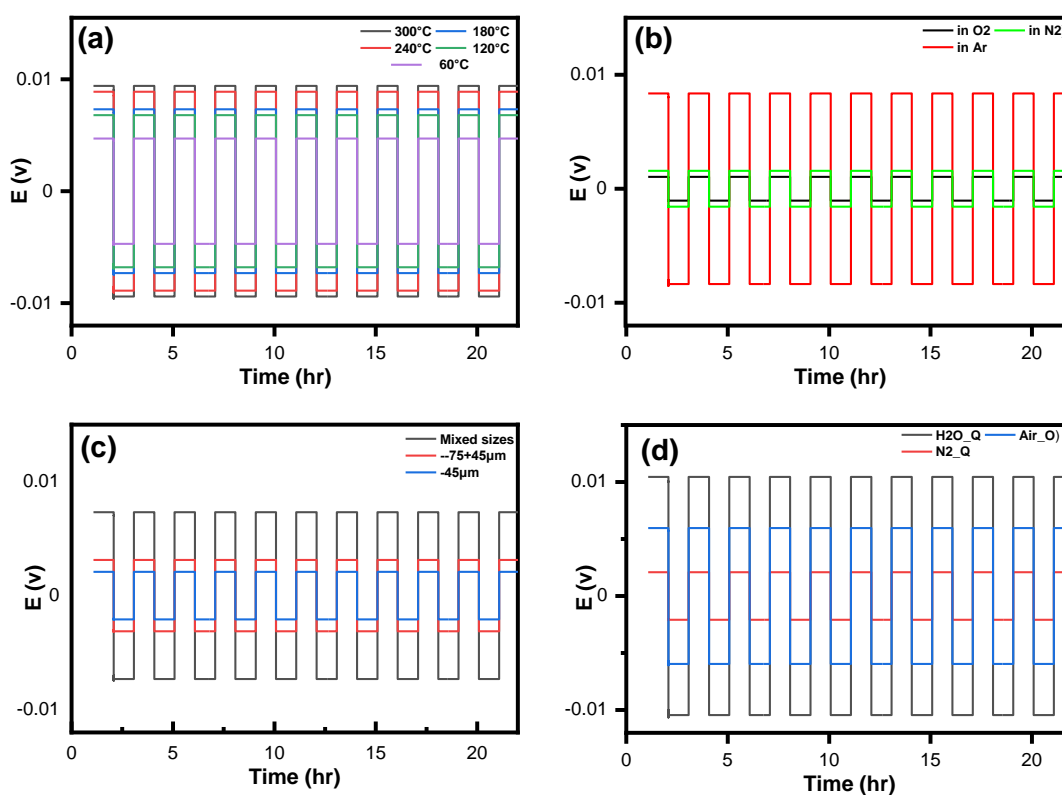 (a)
300°C 180°C
240°C 120°C
60°C
0.01
0
-0.01
E (v)
0 5 10 15 20
Time (hr)
(b)
in O2 in N2
in Ar
0.01
0
-0.01
E (v)
0 5 10 15 20
Time (hr)
(c)
Mixed sizes
--75+45µm
-45µm
0.01
0
-0.01
E (v)
0 5 10 15 20
Time (hr)
(d)
H2O_Q Air_O)
N2_Q
0.01
0
-0.01
E (v)
0 5 10 15 20
Time (hr)